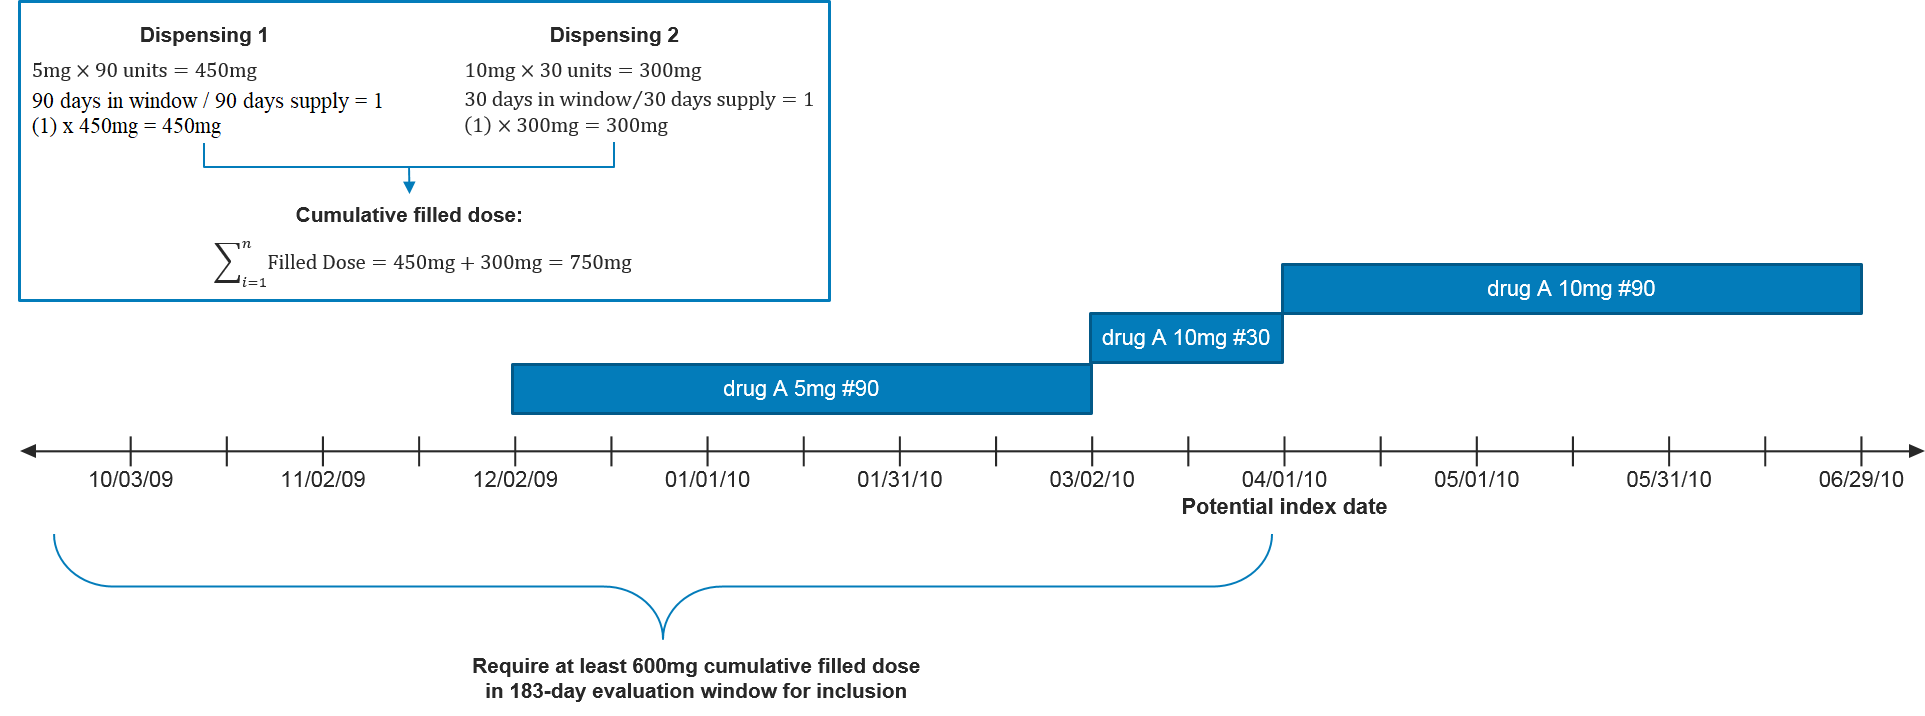 Dispensing 1
5mg × 90 units = 450mg
90 days in window / 90 days supply = 1
(1) x 450mg = 450mg
Dispensing 2
10mg × 30 units = 300mg
30 days in window/30 days supply = 1
(1) × 300mg = 300mg
Cumulative filled dose:
∑ⁿᵢ₌₁ Filled Dose = 450mg + 300mg = 750mg
drug A 10mg #90
drug A 10mg #30
drug A 5mg #90
10/03/09 11/02/09 12/02/09 01/01/10 01/31/10 03/02/10 04/01/10 05/01/10 05/31/10 06/29/10
Potential index date
Require at least 600mg cumulative filled dose
in 183-day evaluation window for inclusion